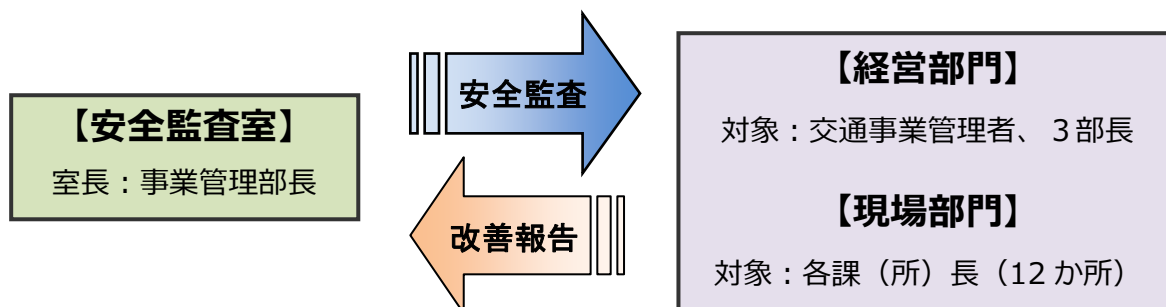 【安全監査室】
室長：事業管理部長
安全監査
改善報告
【経営部門】
対象：交通事業管理者、３部長
【現場部門】
対象：各課（所）長（12 か所）